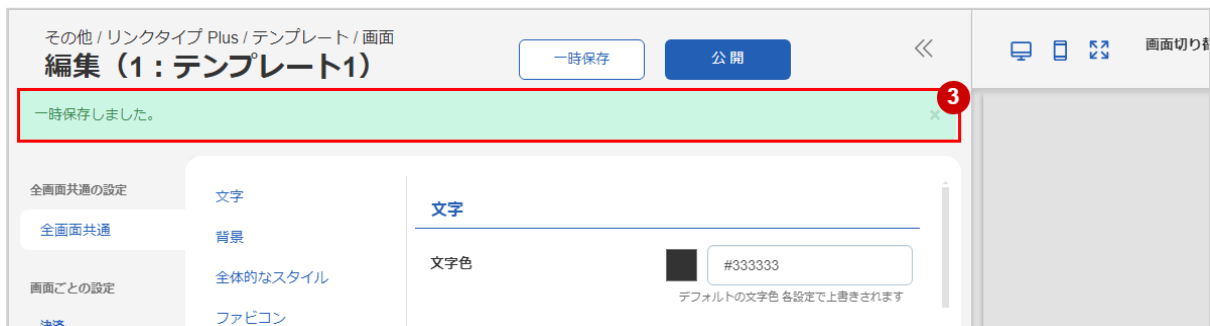 その他 / リンクタイプ Plus / テンプレート / 画面
編集（1：テンプレート1）
一時保存
公開
画面切り替
3
一時保存しました。
×
全画面共通の設定
全画面共通
画面ごとの設定
決済
文字
背景
全体的なスタイル
ファビコン
文字
文字色
#333333
デフォルトの文字色 各設定で上書きされます